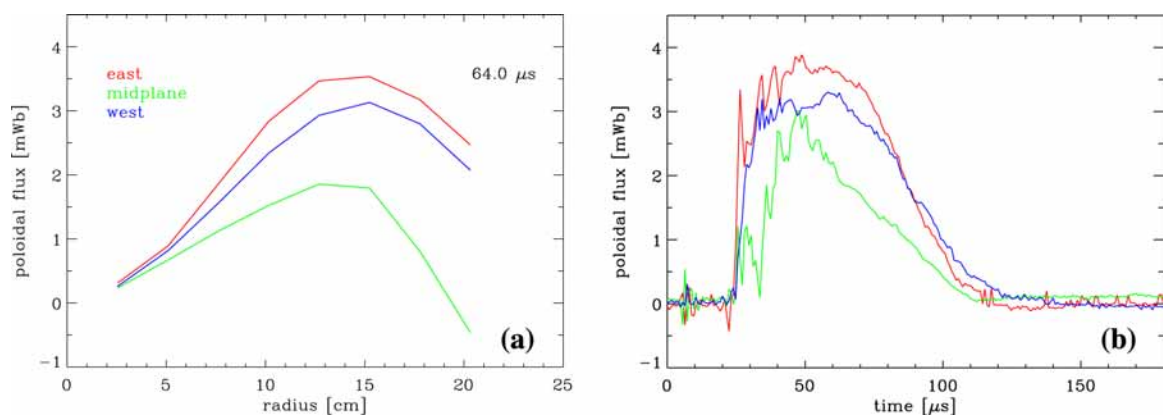 east
midplane
west
64.0 μs
poloidal flux [mWb]
4
3
2
1
0
−1
0 5 10 15 20 25
radius [cm]
(a)
poloidal flux [mWb]
4
3
2
1
0
−1
0 50 100 150
time [μs]
(b)